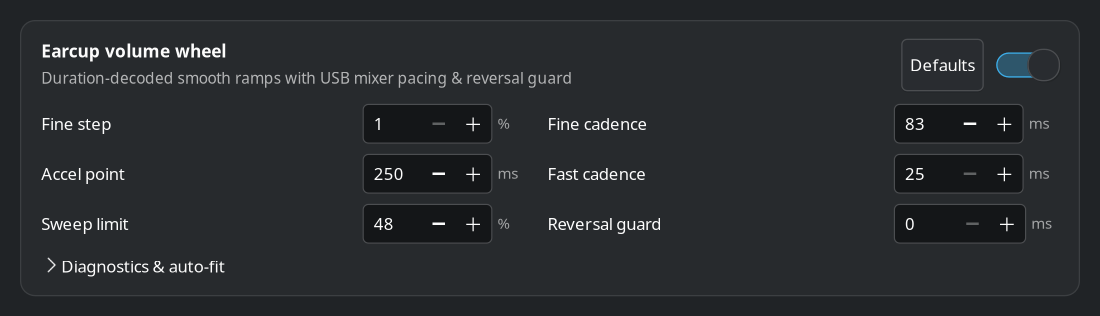 Earcup volume wheel
Duration-decoded smooth ramps with USB mixer pacing & reversal guard
Defaults
Fine step 1 % Fine cadence 83 ms
Accel point 250 ms Fast cadence 25 ms
Sweep limit 48 % Reversal guard 0 ms
Diagnostics & auto-fit